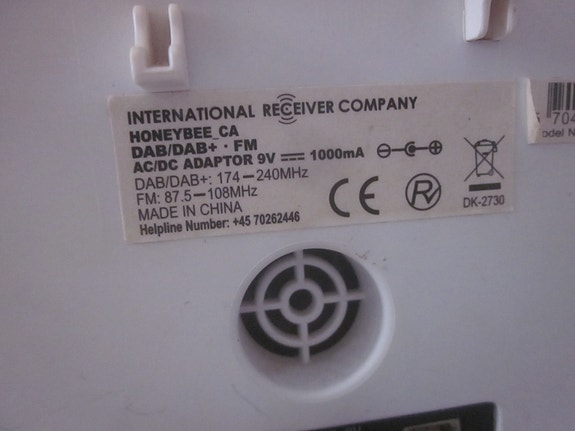 INTERNATIONAL RECEIVER COMPANY
HONEYBEE_CA
DAB/DAB+ · FM
AC/DC ADAPTOR 9V ⎓ 1000mA
DAB/DAB+: 174–240MHz
FM: 87.5–108MHz
MADE IN CHINA
Helpline Number: +45 70262446
CE
DK-2730
704